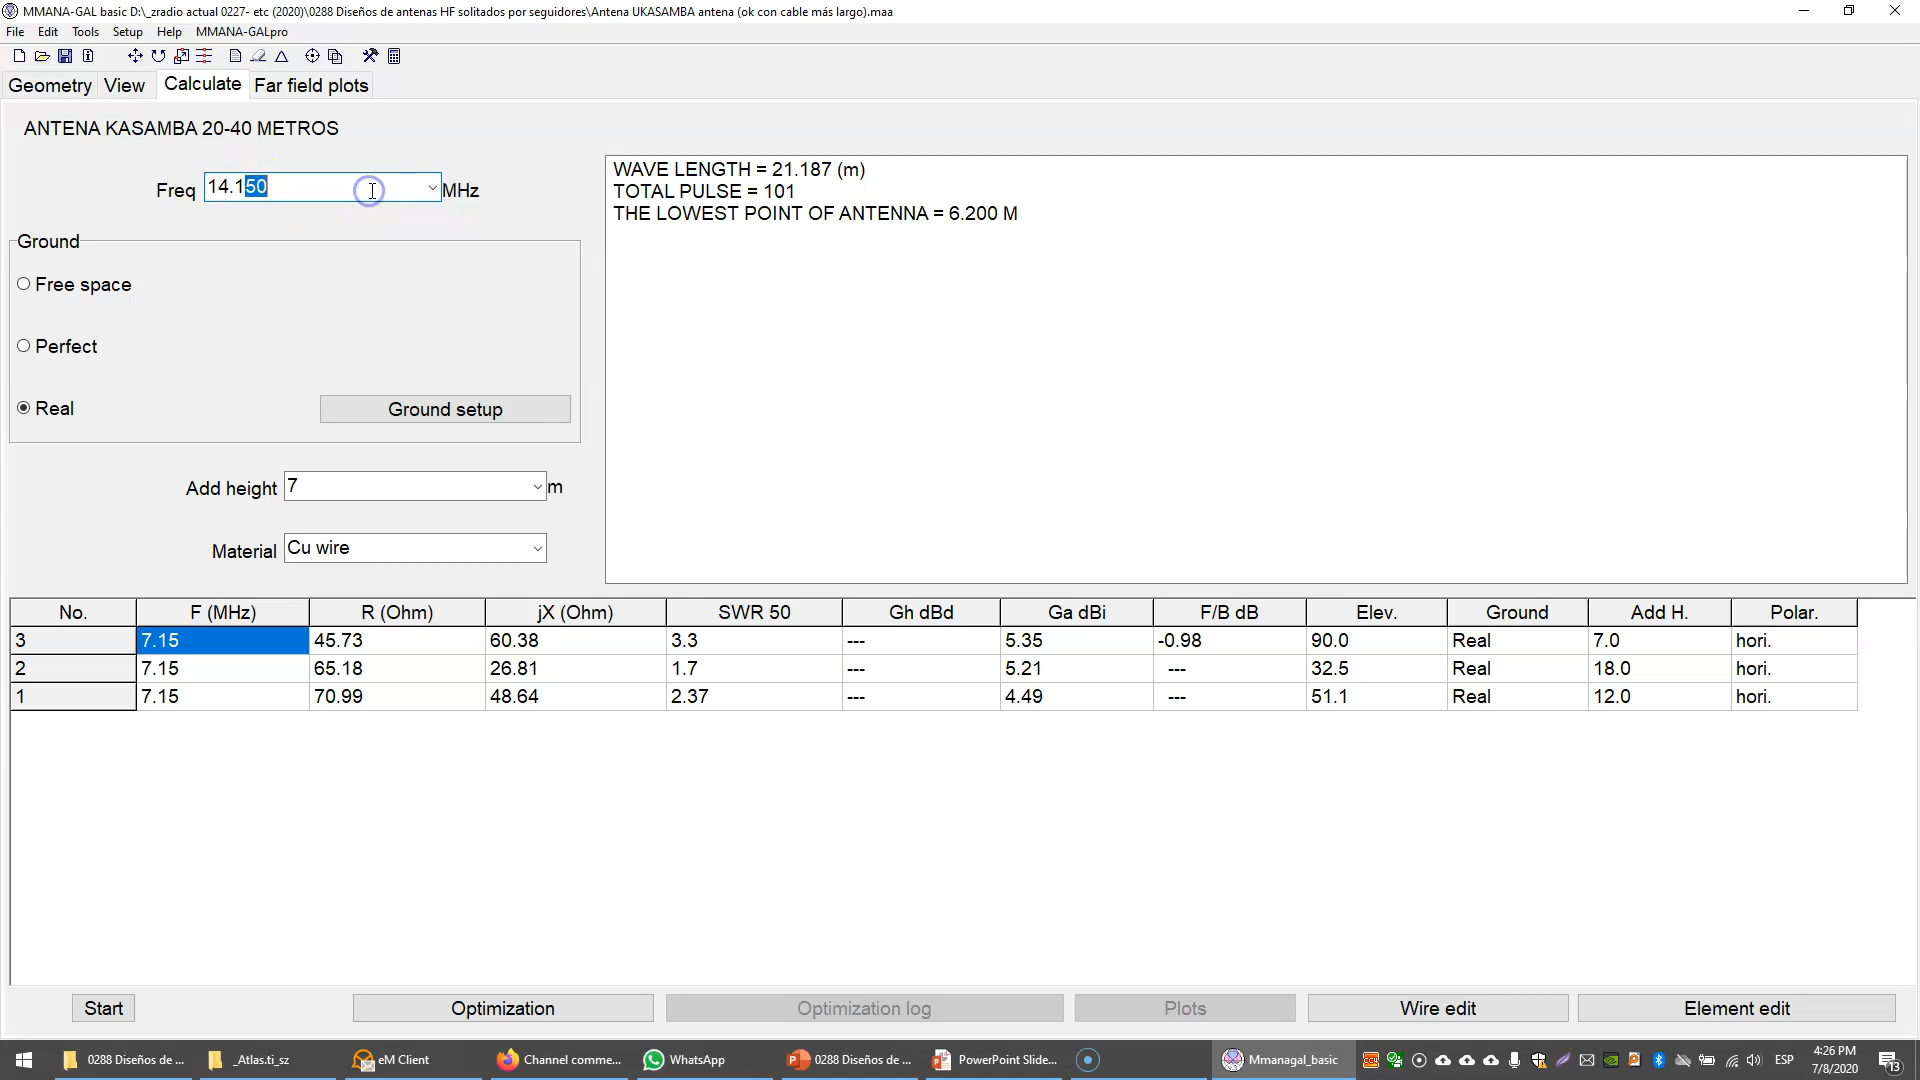 MMANA-GAL basic D:\_zradio actual 0227- etc (2020)\0288 Diseños de antenas HF solitados por seguidores\Antena UKASAMBA antena (ok con cable más largo).maa
File Edit Tools Setup Help MMANA-GALpro
Geometry View Calculate Far field plots
ANTENA KASAMBA 20-40 METROS
Freq 14.150 MHz
WAVE LENGTH = 21.187 (m)
TOTAL PULSE = 101
THE LOWEST POINT OF ANTENNA = 6.200 M
Ground
Free space
Perfect
Real Ground setup
Add height 7 m
Material Cu wire
No. F (MHz) R (Ohm) jX (Ohm) SWR 50 Gh dBd Ga dBi F/B dB Elev. Ground Add H. Polar.
3 7.15 45.73 60.38 3.3 --- 5.35 -0.98 90.0 Real 7.0 hori.
2 7.15 65.18 26.81 1.7 --- 5.21 --- 32.5 Real 18.0 hori.
1 7.15 70.99 48.64 2.37 --- 4.49 --- 51.1 Real 12.0 hori.
Start Optimization Optimization log Plots Wire edit Element edit
0288 Diseños de ... _Atlas.ti_sz eM Client Channel comme... WhatsApp 0288 Diseños de ... PowerPoint Slide... Mmanagal_basic ESP 4:26 PM
7/8/2020 13